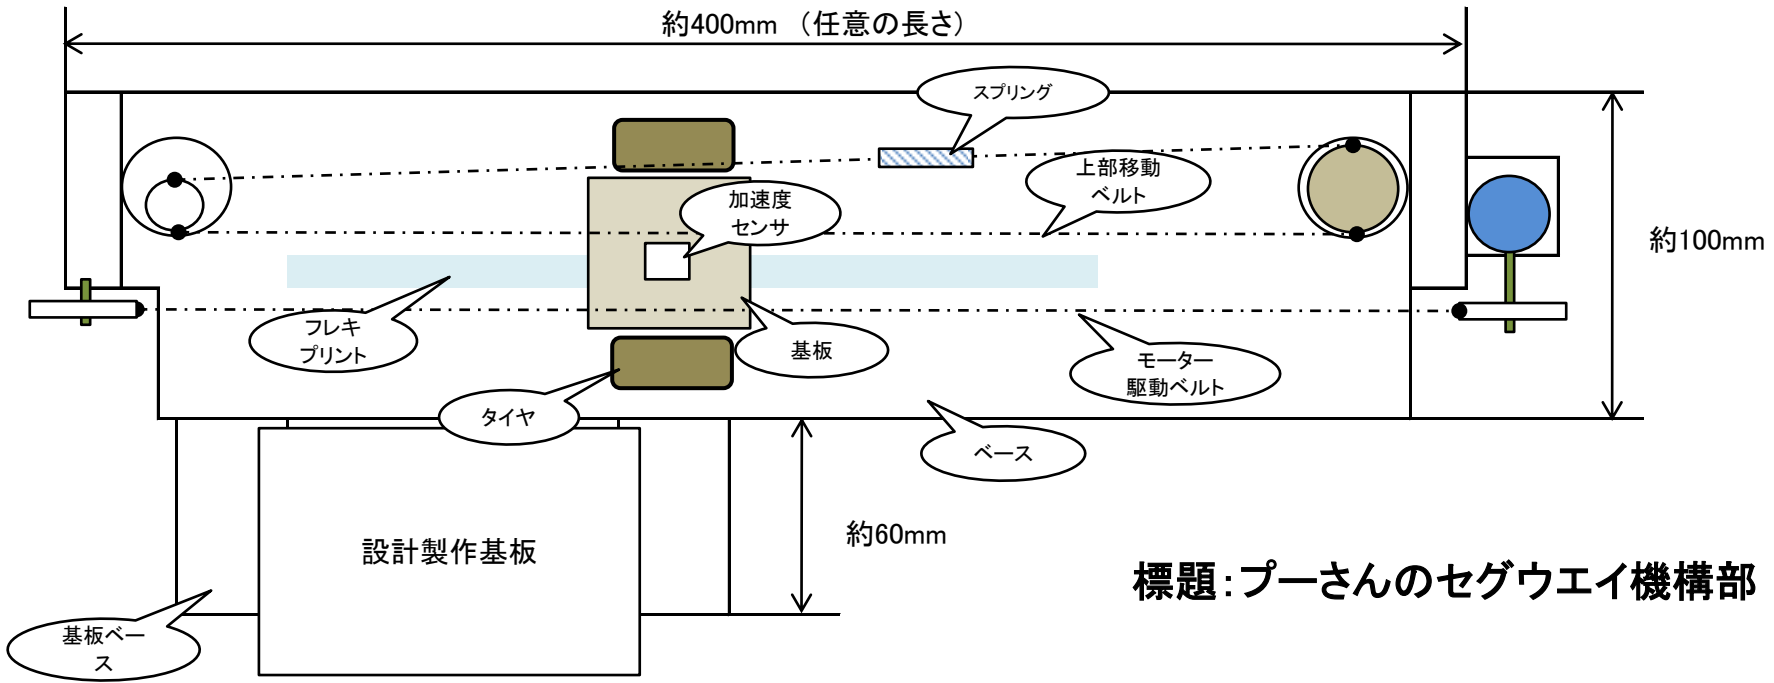 約400mm （任意の長さ）
スプリング
上部移動
ベルト
加速度
センサ
約100mm
フレキ
プリント
基板
モーター
駆動ベルト
タイヤ
ベース
設計製作基板
約60mm
標題：プーさんのセグウエイ機構部
基板ベー
ス